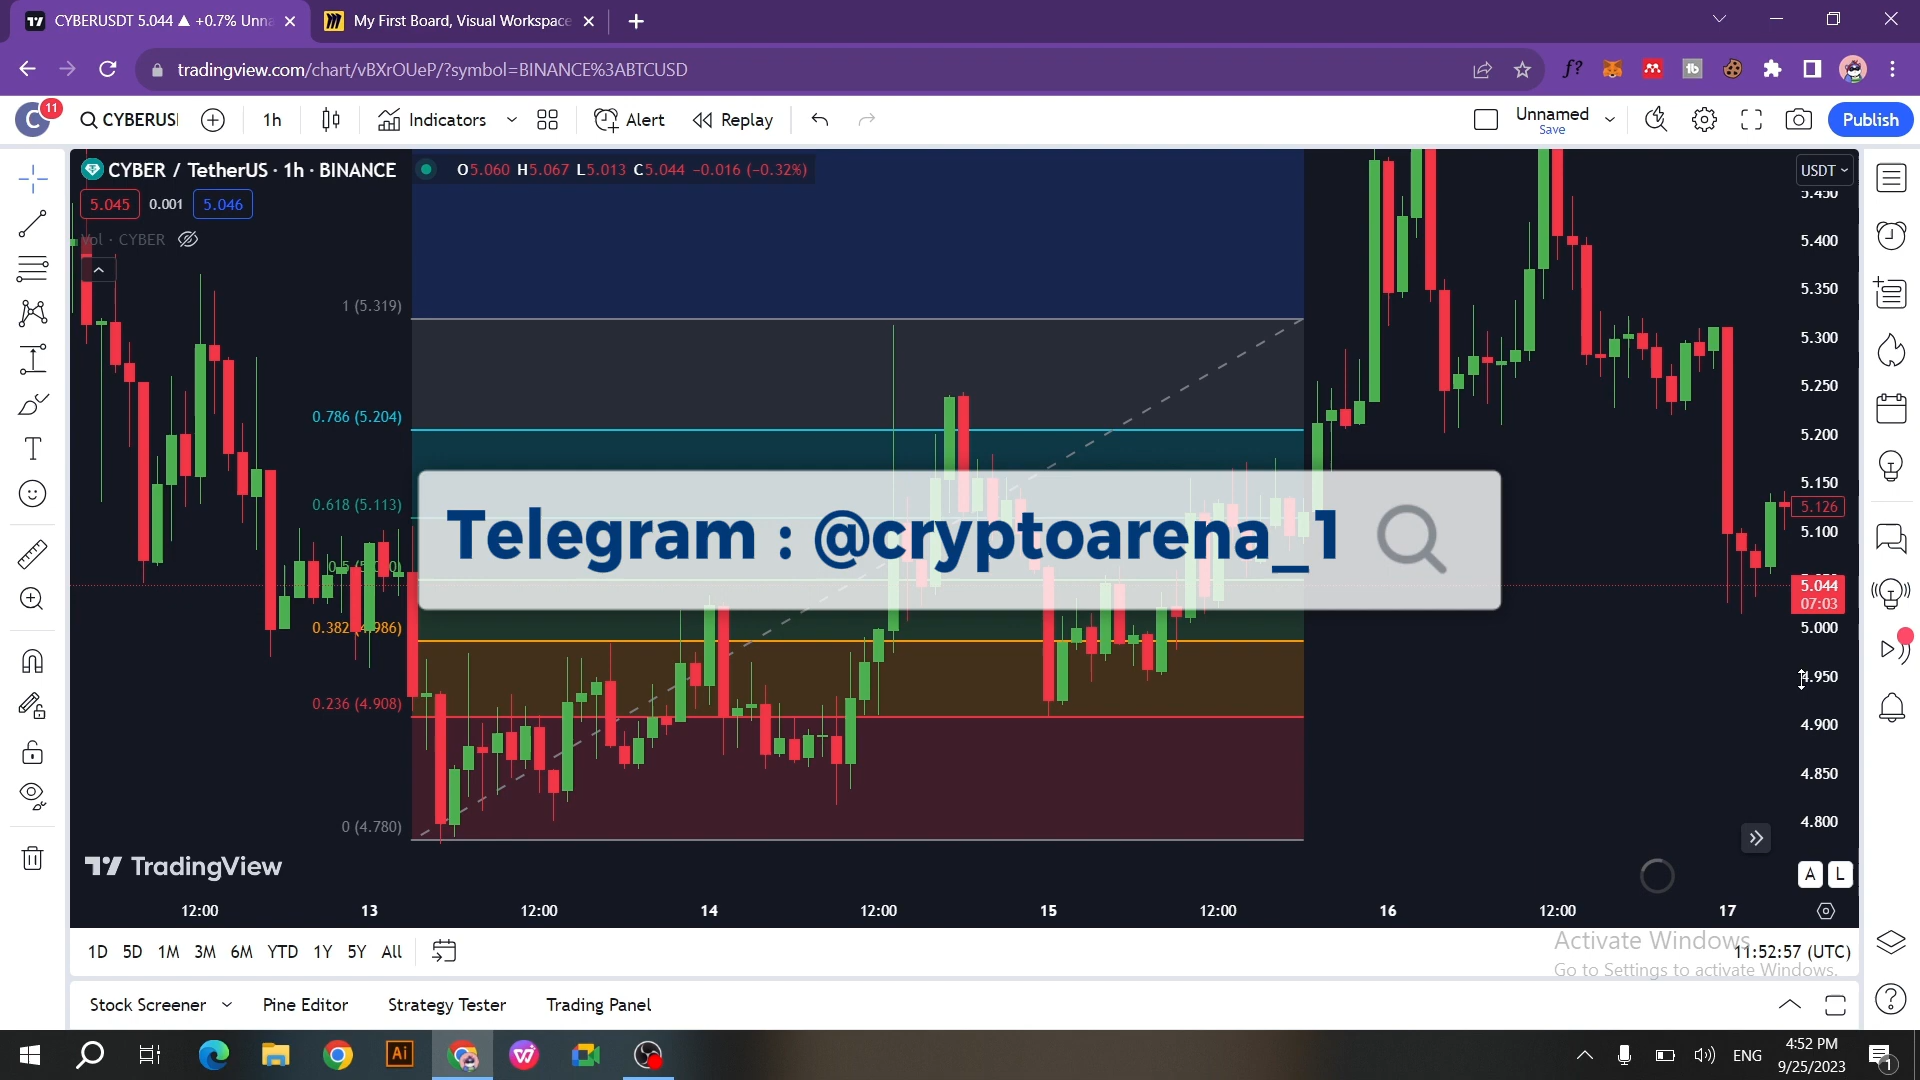 CYBERUSDT 5.044 ▲ +0.7% Unna
My First Board, Visual Workspace
tradingview.com/chart/vBXrOUeP/?symbol=BINANCE%3ABTCUSD
C 11 CYBERUS 1h Indicators Alert Replay Unnamed Save Publish
CYBER / TetherUS · 1h · BINANCE O5.060 H5.067 L5.013 C5.044 -0.016 (-0.32%) USDT
5.045 0.001 5.046
Vol · CYBER
5.450
5.400
5.350
1 (5.319)
5.300
5.250
0.786 (5.204)
5.200
5.150
0.618 (5.113)
5.126
5.100
Telegram : @cryptoarena_1
5.044
07:03
0.382 (4.986)
5.000
4.950
0.236 (4.908)
4.900
4.850
0 (4.780)
4.800
TradingView
A L
12:00 13 12:00 14 12:00 15 12:00 16 12:00 17
1D 5D 1M 3M 6M YTD 1Y 5Y All
11:52:57 (UTC)
Activate Windows
Go to Settings to activate Windows.
Stock Screener Pine Editor Strategy Tester Trading Panel
Ai
ENG
4:52 PM
9/25/2023
1